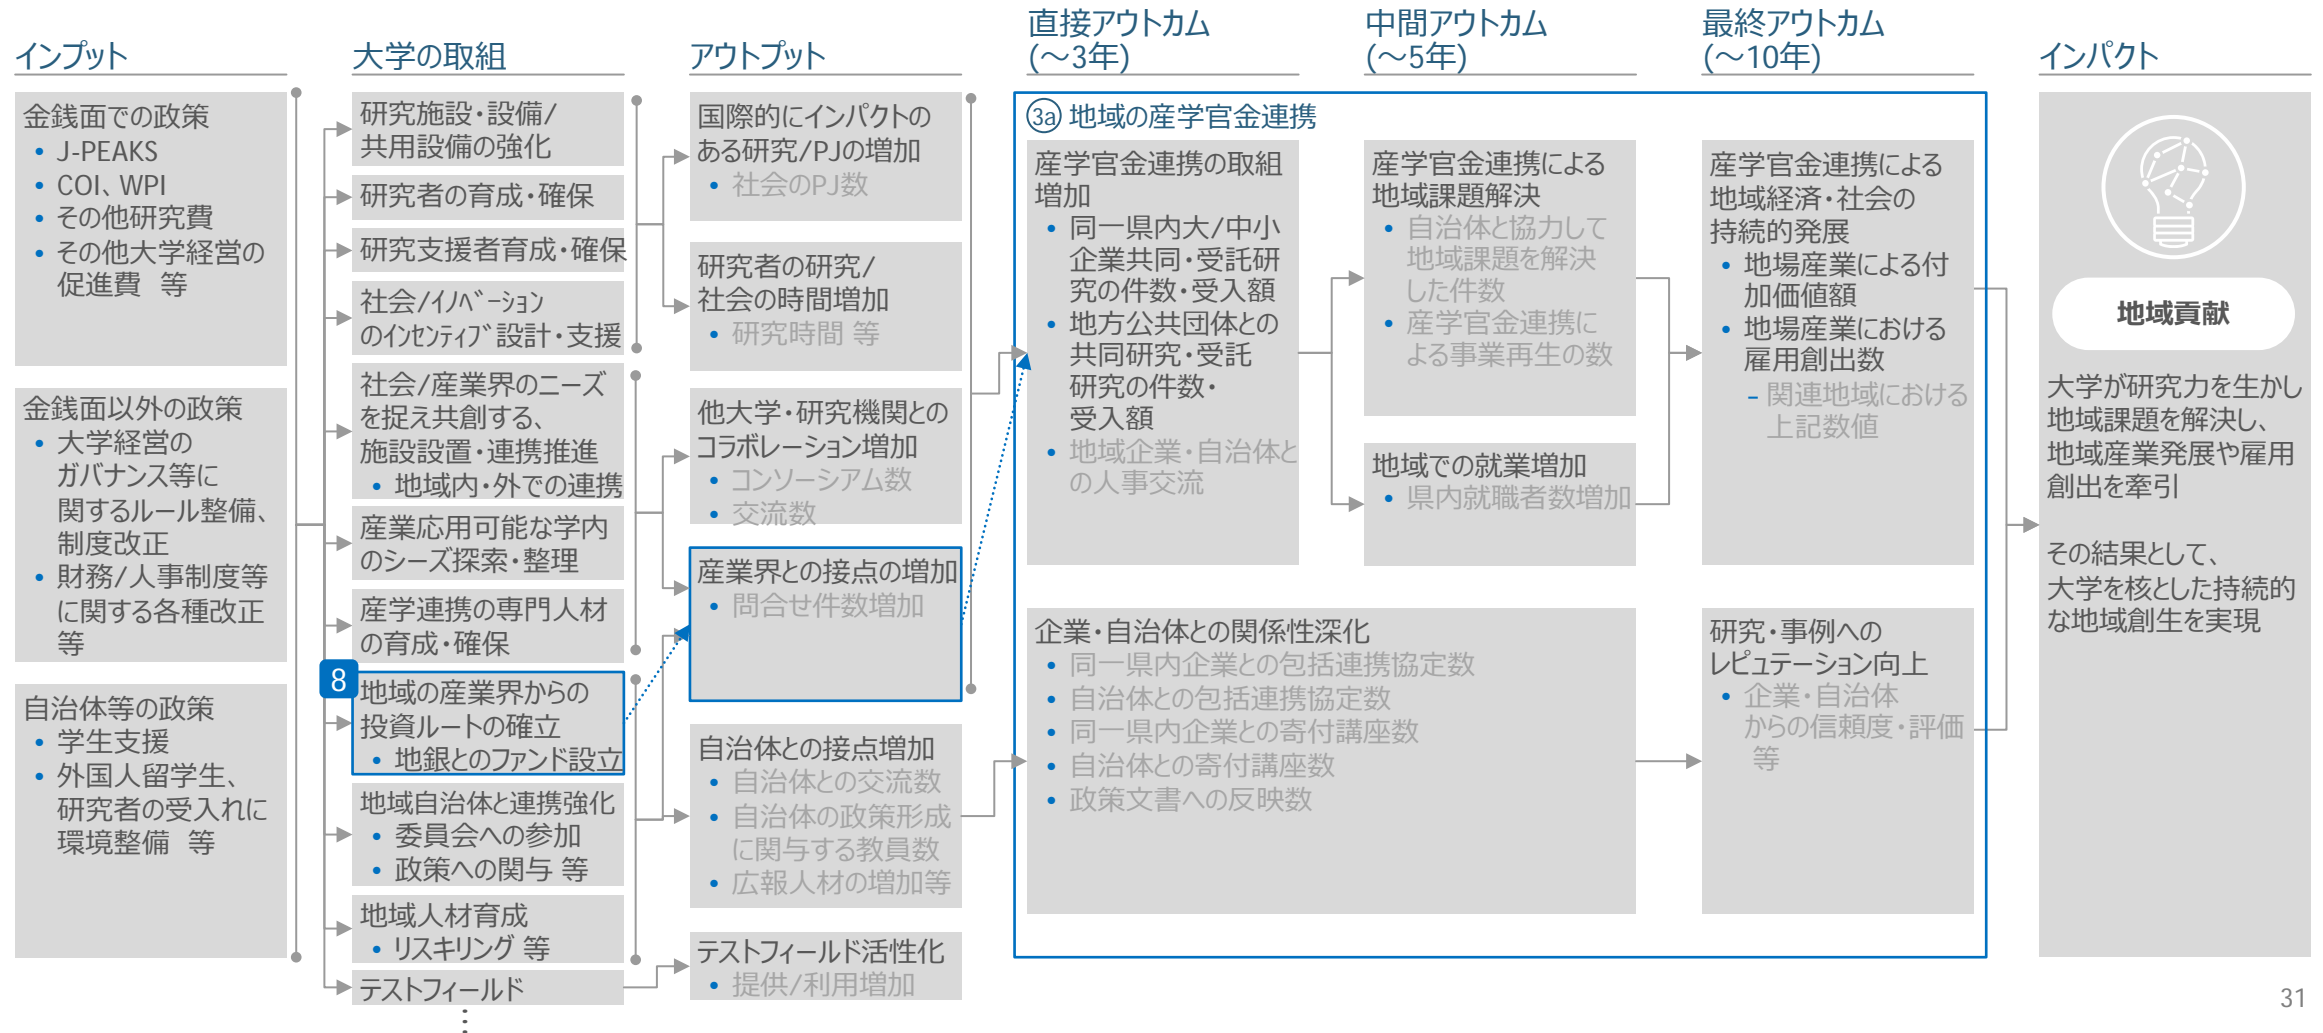 インプット
金銭面での政策
• J-PEAKS
• COI、WPI
• その他研究費
• その他大学経営の
促進費 等
金銭面以外の政策
• 大学経営の
ガバナンス等に
関するルール整備、
制度改正
• 財務/人事制度等
に関する各種改正
等
自治体等の政策
• 学生支援
• 外国人留学生、
研究者の受入れに
環境整備 等
大学の取組
研究施設・設備/
共用設備の強化
研究者の育成・確保
研究支援者育成・確保
社会/ｲﾉﾍﾞｰｼｮﾝ
のｲﾝｾﾝﾃｨﾌﾞ設計・支援
社会/産業界のニーズ
を捉え共創する、
施設設置・連携推進
• 地域内・外での連携
産業応用可能な学内
のシーズ探索・整理
産学連携の専門人材
の育成・確保
8
地域の産業界からの
投資ルートの確立
• 地銀とのファンド設立
地域自治体と連携強化
• 委員会への参加
• 政策への関与 等
地域人材育成
• リスキリング 等
テストフィールド
⋮
アウトプット
国際的にインパクトの
ある研究/PJの増加
• 社会のPJ数
研究者の研究/
社会の時間増加
• 研究時間 等
他大学・研究機関との
コラボレーション増加
• コンソーシアム数
• 交流数
産業界との接点の増加
• 問合せ件数増加
自治体との接点増加
• 自治体との交流数
• 自治体の政策形成
に関与する教員数
• 広報人材の増加等
テストフィールド活性化
• 提供/利用増加
直接アウトカム
(～3年)
中間アウトカム
(～5年)
最終アウトカム
(～10年)
3a 地域の産学官金連携
産学官金連携の取組
増加
• 同一県内大/中小
企業共同・受託研
究の件数・受入額
• 地方公共団体との
共同研究・受託
研究の件数・
受入額
• 地域企業・自治体と
の人事交流
産学官金連携による
地域課題解決
• 自治体と協力して
地域課題を解決
した件数
• 産学官金連携に
よる事業再生の数
地域での就業増加
• 県内就職者数増加
産学官金連携による
地域経済・社会の
持続的発展
• 地場産業による付
加価値額
• 地場産業における
雇用創出数
– 関連地域における
上記数値
企業・自治体との関係性深化
• 同一県内企業との包括連携協定数
• 自治体との包括連携協定数
• 同一県内企業との寄付講座数
• 自治体との寄付講座数
• 政策文書への反映数
研究・事例への
レピュテーション向上
• 企業・自治体
からの信頼度・評価
等
インパクト
地域貢献
大学が研究力を生かし
地域課題を解決し、
地域産業発展や雇用
創出を牽引
その結果として、
大学を核とした持続的
な地域創生を実現
31